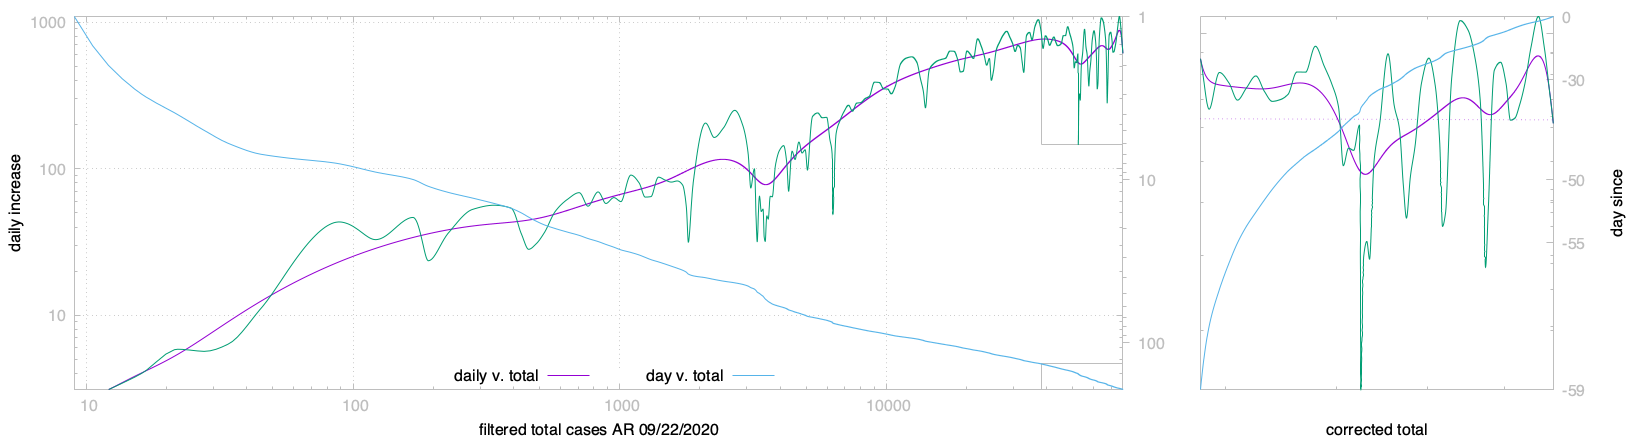 1000
100
10
daily increase
10
100
1000
10000
filtered total cases AR 09/22/2020
daily v. total
day v. total
1
10
100
0
-30
-50
-55
-59
day since
corrected total